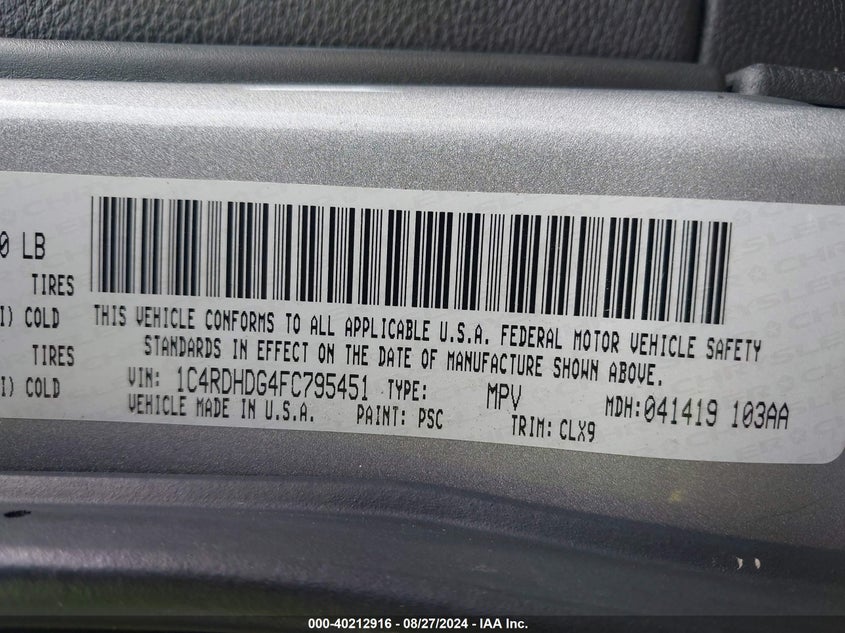 0 LB
TIRES
I) COLD
TIRES
I) COLD
THIS VEHICLE CONFORMS TO ALL APPLICABLE U.S.A. FEDERAL MOTOR VEHICLE SAFETY
STANDARDS IN EFFECT ON THE DATE OF MANUFACTURE SHOWN ABOVE.
VIN: 1C4RDHDG4FC795451 TYPE: MPV MDH:041419 103AA
VEHICLE MADE IN U.S.A. PAINT: PSC TRIM: CLX9
CHRYSLER
000-40212916 - 08/27/2024 - IAA Inc.